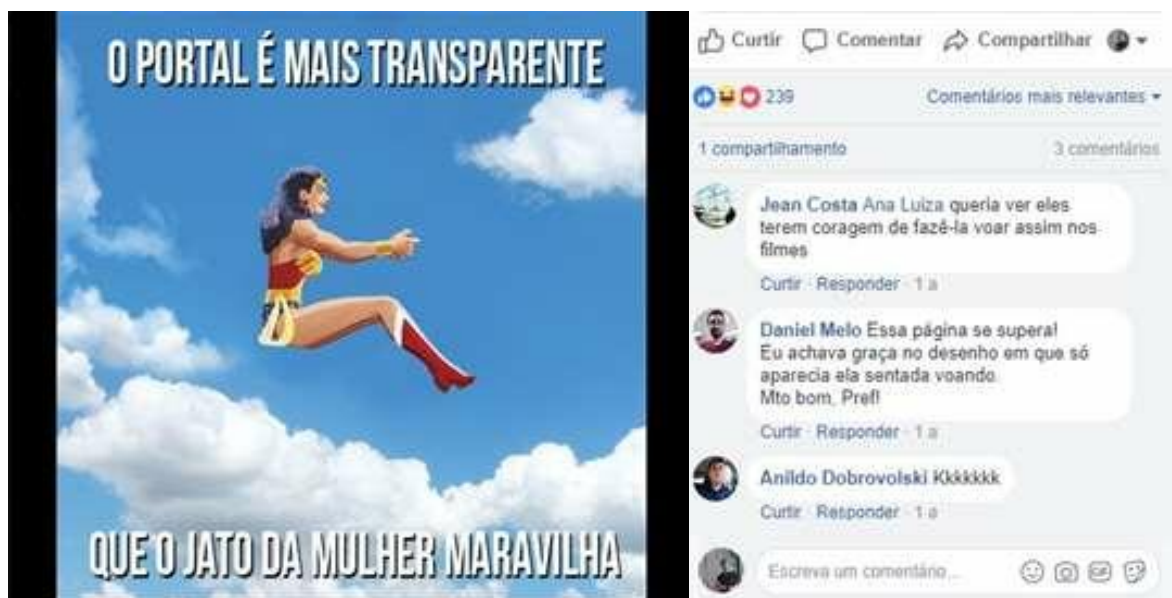 O PORTAL É MAIS TRANSPARENTE
QUE O JATO DA MULHER MARAVILHA
Curtir Comentar Compartilhar
239 Comentários mais relevantes
1 compartilhamento 3 comentários
Jean Costa Ana Luiza queria ver eles
terem coragem de fazê-la voar assim nos
filmes
Curtir · Responder · 1 a
Daniel Melo Essa página se supera!
Eu achava graça no desenho em que só
aparecia ela sentada voando.
Mto bom, Pref!
Curtir · Responder · 1 a
Anildo Dobrovolski Kkkkkkk
Curtir · Responder · 1 a
Escreva um comentário...
GIF